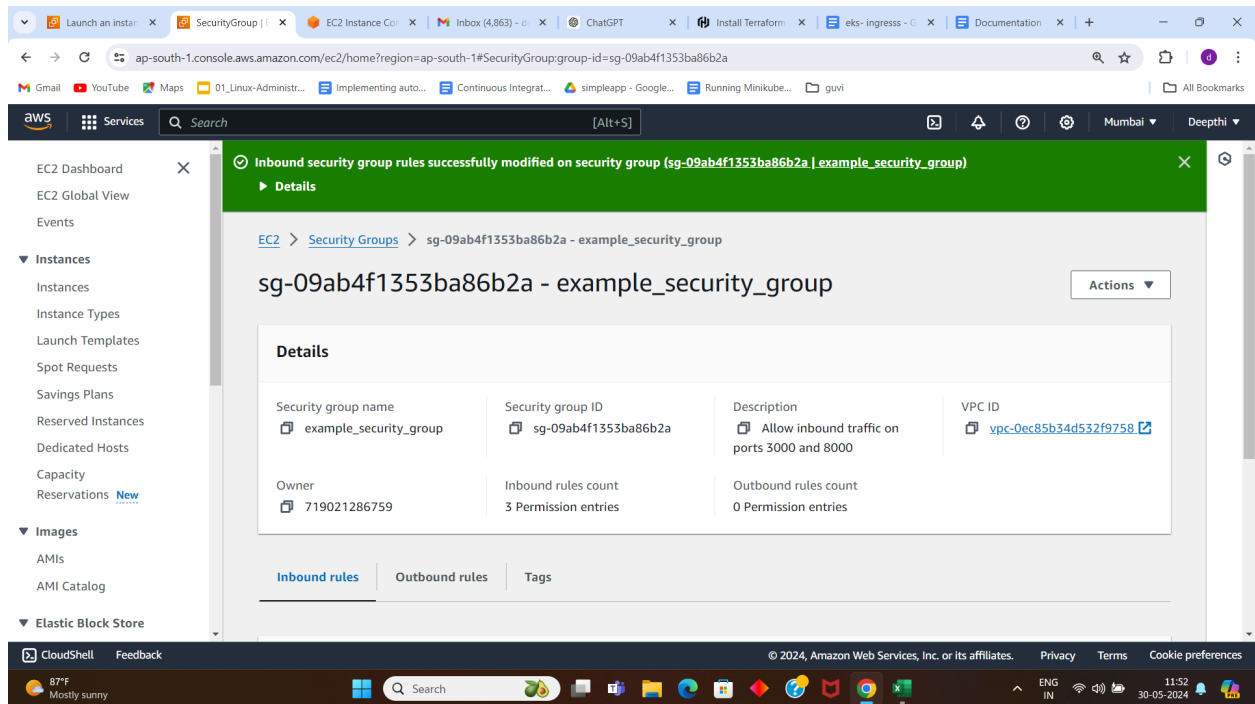 Launch an instan
SecurityGroup | E
EC2 Instance Con
Inbox (4,863) - d
ChatGPT
Install Terraform
eks- ingresss - G
Documentation
ap-south-1.console.aws.amazon.com/ec2/home?region=ap-south-1#SecurityGroup:group-id=sg-09ab4f1353ba86b2a
d
Gmail
YouTube
Maps
01_Linux-Administr...
Implementing auto...
Continuous Integrat...
simpleapp - Google...
Running Minikube...
guvi
All Bookmarks
aws
Services
Search
[Alt+S]
Mumbai
Deepthi
EC2 Dashboard
EC2 Global View
Events
Instances
Instances
Instance Types
Launch Templates
Spot Requests
Savings Plans
Reserved Instances
Dedicated Hosts
Capacity
Reservations New
Images
AMIs
AMI Catalog
Elastic Block Store
Inbound security group rules successfully modified on security group (sg-09ab4f1353ba86b2a | example_security_group)
Details
EC2 > Security Groups > sg-09ab4f1353ba86b2a - example_security_group
sg-09ab4f1353ba86b2a - example_security_group
Actions
Details
Security group name
example_security_group
Security group ID
sg-09ab4f1353ba86b2a
Description
Allow inbound traffic on
ports 3000 and 8000
VPC ID
vpc-0ec85b34d532f9758
Owner
719021286759
Inbound rules count
3 Permission entries
Outbound rules count
0 Permission entries
Inbound rules
Outbound rules
Tags
CloudShell
Feedback
© 2024, Amazon Web Services, Inc. or its affiliates.
Privacy
Terms
Cookie preferences
87°F
Mostly sunny
Search
ENG
IN
11:52
30-05-2024